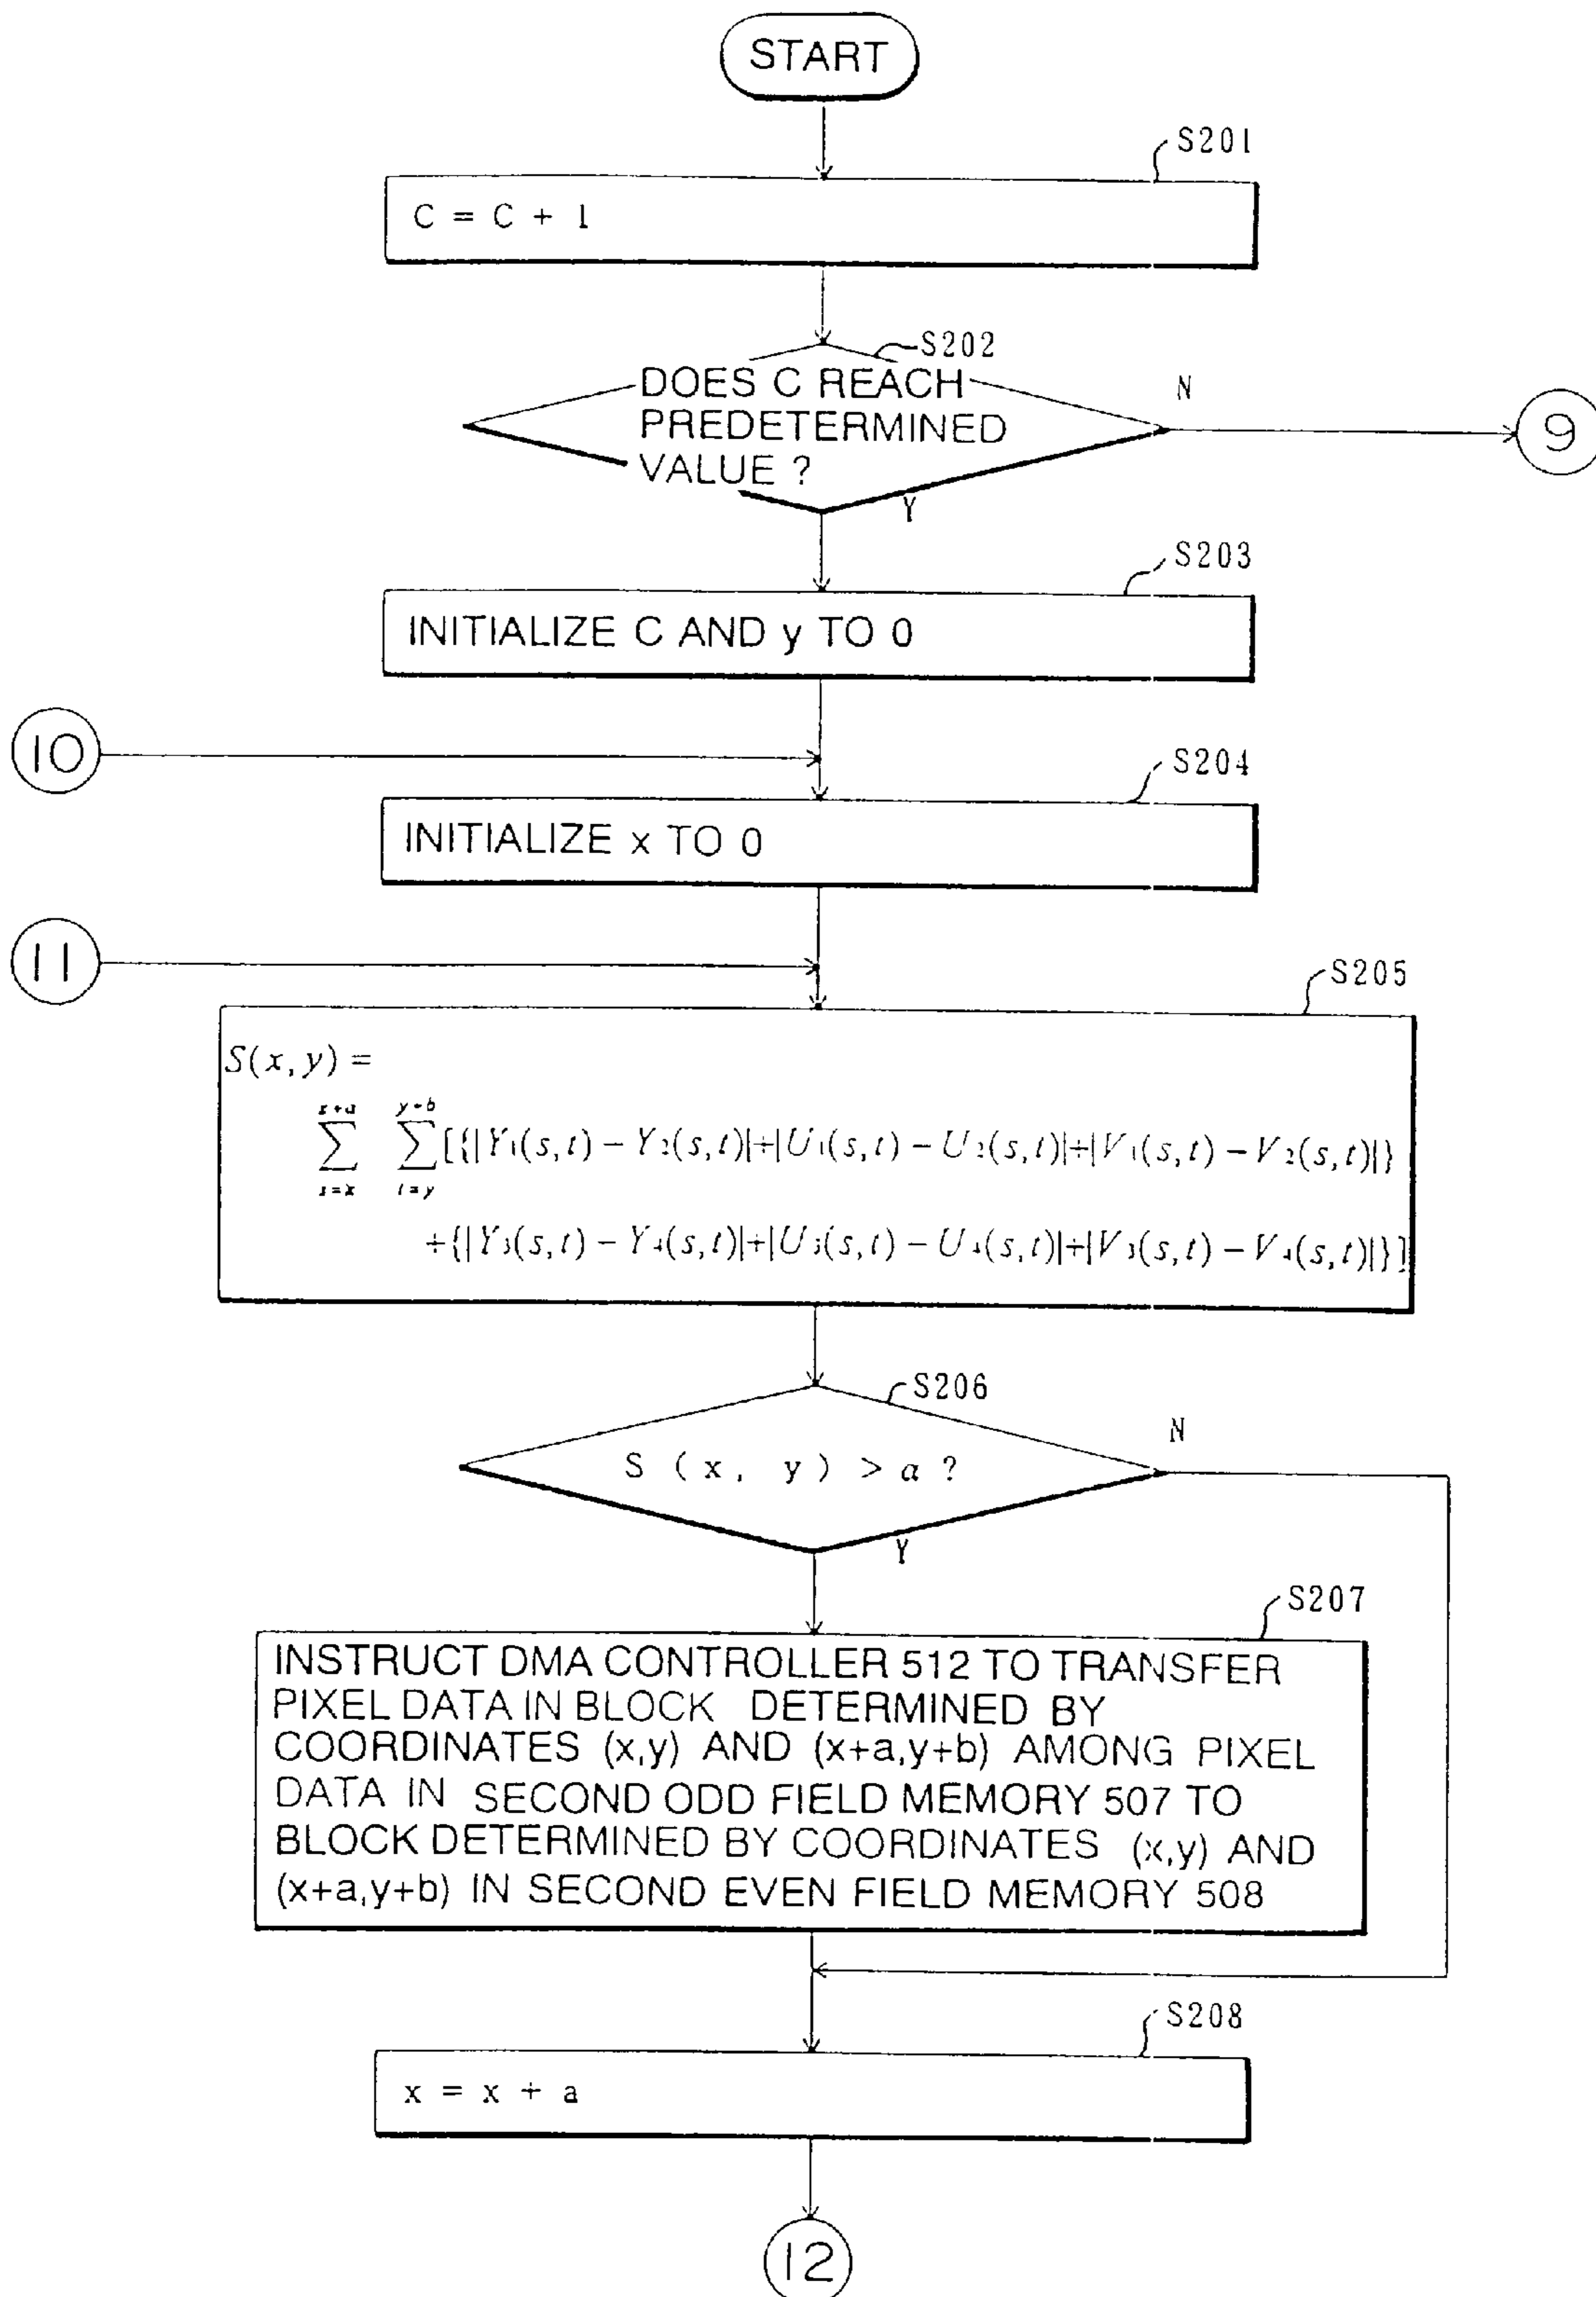 START
S201
C = C + 1
S202
DOES C REACH
PREDETERMINED
VALUE ?
N
9
Y
S203
INITIALIZE C AND y TO 0
10
S204
INITIALIZE x TO 0
11
S205
S(x,y) =
x+a y+b
∑ ∑[{|Y₁(s,t) − Y₂(s,t)|+|U₁(s,t) − U₂(s,t)|+|V₁(s,t) − V₂(s,t)|}
s=x t=y
+{|Y₃(s,t) − Y₄(s,t)|+|U₃(s,t) − U₄(s,t)|+|V₃(s,t) − V₄(s,t)|}]
S206
N
S ( x , y ) > α ?
Y
S207
INSTRUCT DMA CONTROLLER 512 TO TRANSFER
PIXEL DATA IN BLOCK DETERMINED BY
COORDINATES (x,y) AND (x+a,y+b) AMONG PIXEL
DATA IN SECOND ODD FIELD MEMORY 507 TO
BLOCK DETERMINED BY COORDINATES (x,y) AND
(x+a,y+b) IN SECOND EVEN FIELD MEMORY 508
S208
x = x + a
12